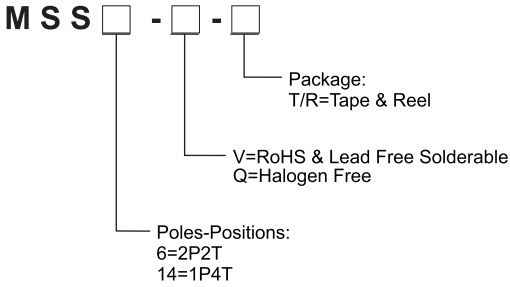 M S S □ - □ - □
Package:
T/R=Tape & Reel
V=RoHS & Lead Free Solderable
Q=Halogen Free
Poles-Positions:
6=2P2T
14=1P4T